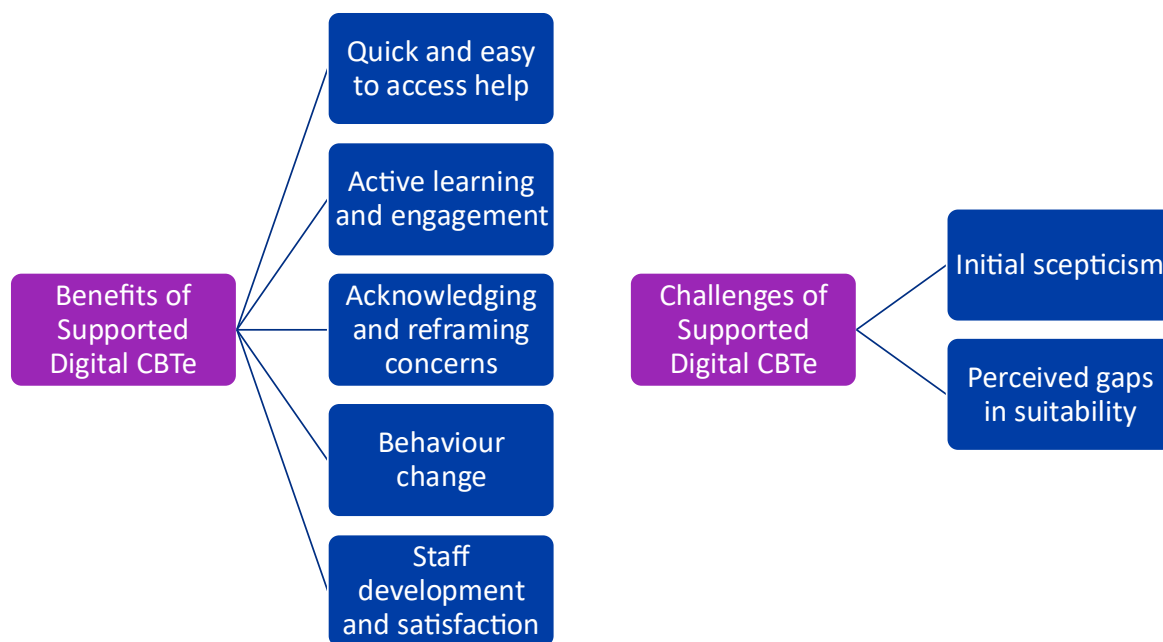 Benefits of
Supported
Digital CBTe
Quick and easy
to access help
Active learning
and engagement
Acknowledging
and reframing
concerns
Behaviour
change
Staff
development
and satisfaction
Challenges of
Supported
Digital CBTe
Initial scepticism
Perceived gaps
in suitability